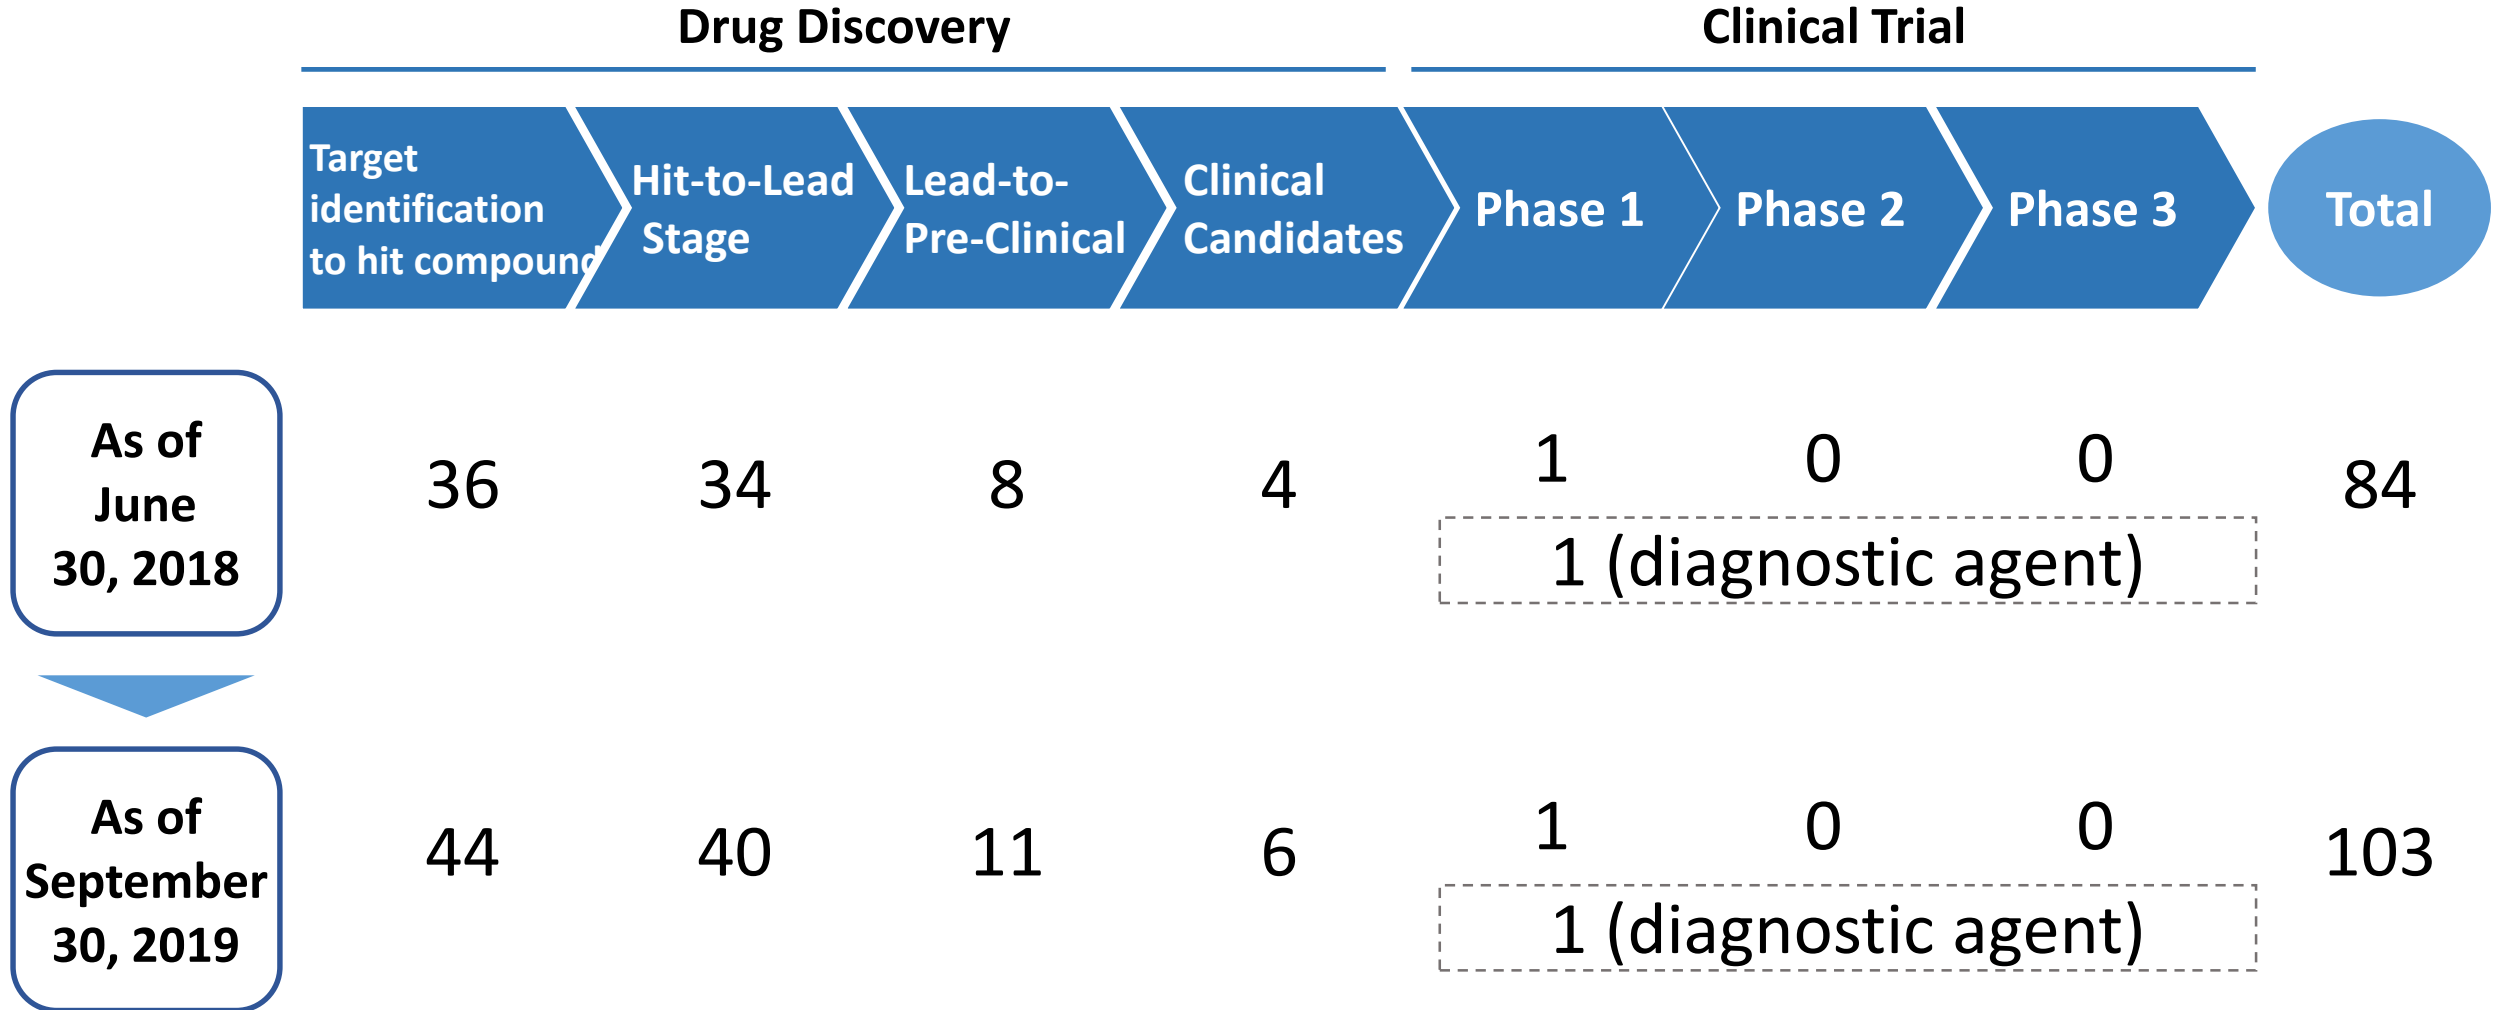 Drug Discovery
Clinical Trial
Target
identification
to hit compound
Hit-to-Lead
Stage
Lead-to-
Pre-Clinical
Clinical
Candidates
Phase 1
Phase 2
Phase 3
Total
As of
June
30, 2018
36
34
8
4
1
0
0
1 (diagnostic agent)
84
As of
September
30, 2019
44
40
11
6
1
0
0
1 (diagnostic agent)
103